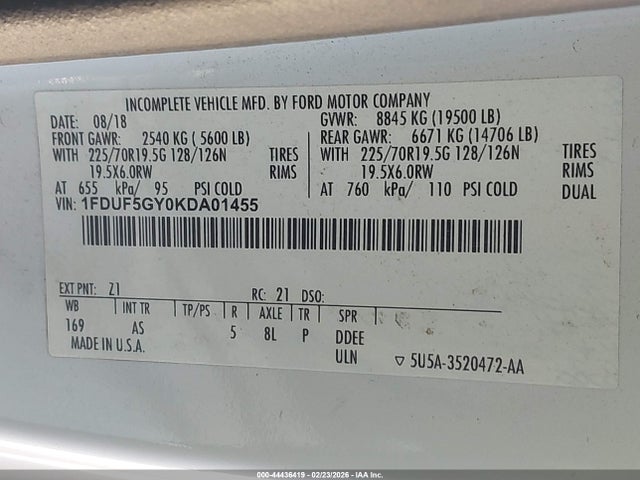 INCOMPLETE VEHICLE MFD. BY FORD MOTOR COMPANY
DATE: 08/18 GVWR: 8845 KG (19500 LB)
FRONT GAWR: 2540 KG ( 5600 LB) REAR GAWR: 6671 KG (14706 LB)
WITH 225/70R19.5G 128/126N TIRES WITH 225/70R19.5G 128/126N TIRES
19.5X6.0RW RIMS 19.5X6.0RW RIMS
AT 655 kPa/ 95 PSI COLD AT 760 kPa/ 110 PSI COLD DUAL
VIN: 1FDUF5GY0KDA01455
EXT PNT: Z1 RC: 21 DSO:
WB INT TR TP/PS R AXLE TR SPR
169 AS 5 8L P DDEE
MADE IN U.S.A. ULN ▽ 5U5A-3520472-AA
000-44436419 - 02/23/2026 - IAA Inc.